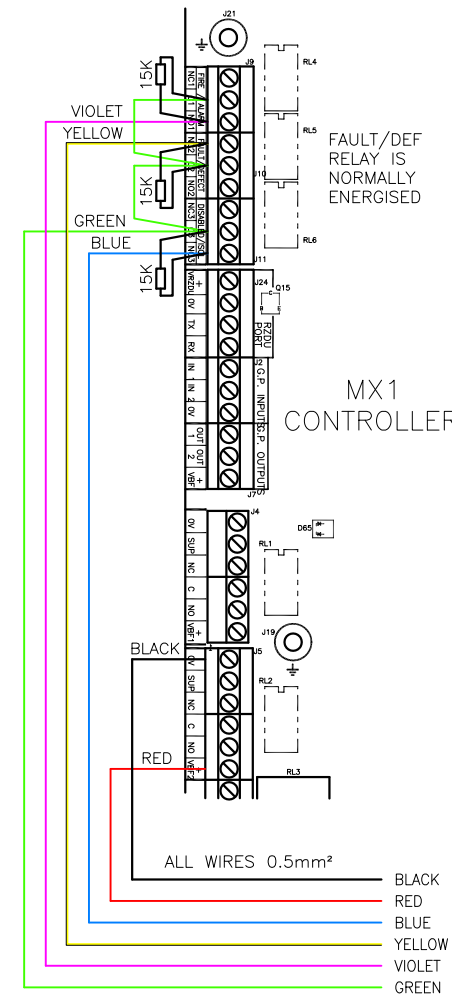 J21
J9
RL4
15K
NC1
C1
NO1
FIRE / ALARM
VIOLET
YELLOW
RL5
FAULT/DEF
RELAY IS
NORMALLY
ENERGISED
NC2
NO2
FAULT/DEFECT
J10
15K
NC3
NO3
DISABLED/ISOL
GREEN
BLUE
RL6
J11
15K
VRZDU
+
0V
TX
RX
J24
Q15
C
B
E
RZDU
PORT
J2
IN
1
IN
2
0V
G.P. INPUTS
MX1
CONTROLLER
OUT
1
OUT
2
+
VBF
G.P. OUTPUTS
J7
J4
0V
SUP
NC
C
NO
+
VBF1
D65
RL1
J19
BLACK
0V
SUP
NC
C
NO
+
VBF2
J5
RL2
RED
RL3
ALL WIRES 0.5mm²
BLACK
RED
BLUE
YELLOW
VIOLET
GREEN